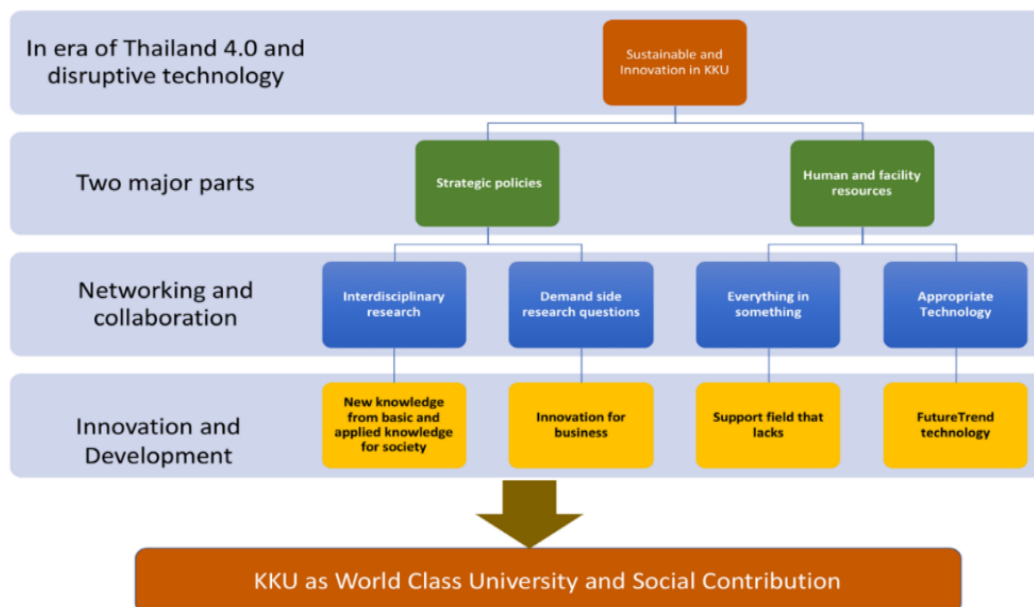 In era of Thailand 4.0 and
disruptive technology
Sustainable and
Innovation in KKU
Two major parts
Strategic policies
Human and facility
resources
Networking and
collaboration
Interdisciplinary
research
Demand side
research questions
Everything in
something
Appropriate
Technology
Innovation and
Development
New knowledge
from basic and
applied knowledge
for society
Innovation for
business
Support field that
lacks
FutureTrend
technology
KKU as World Class University and Social Contribution